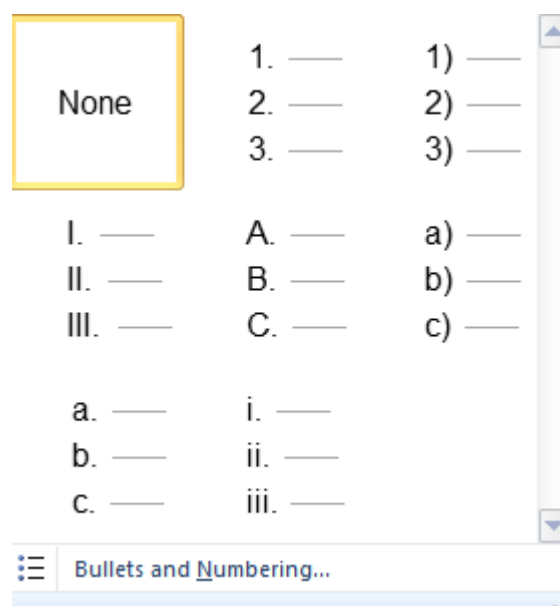 None
1.
2.
3.
1)
2)
3)
I.
II.
III.
A.
B.
C.
a)
b)
c)
a.
b.
c.
i.
ii.
iii.
Bullets and Numbering...